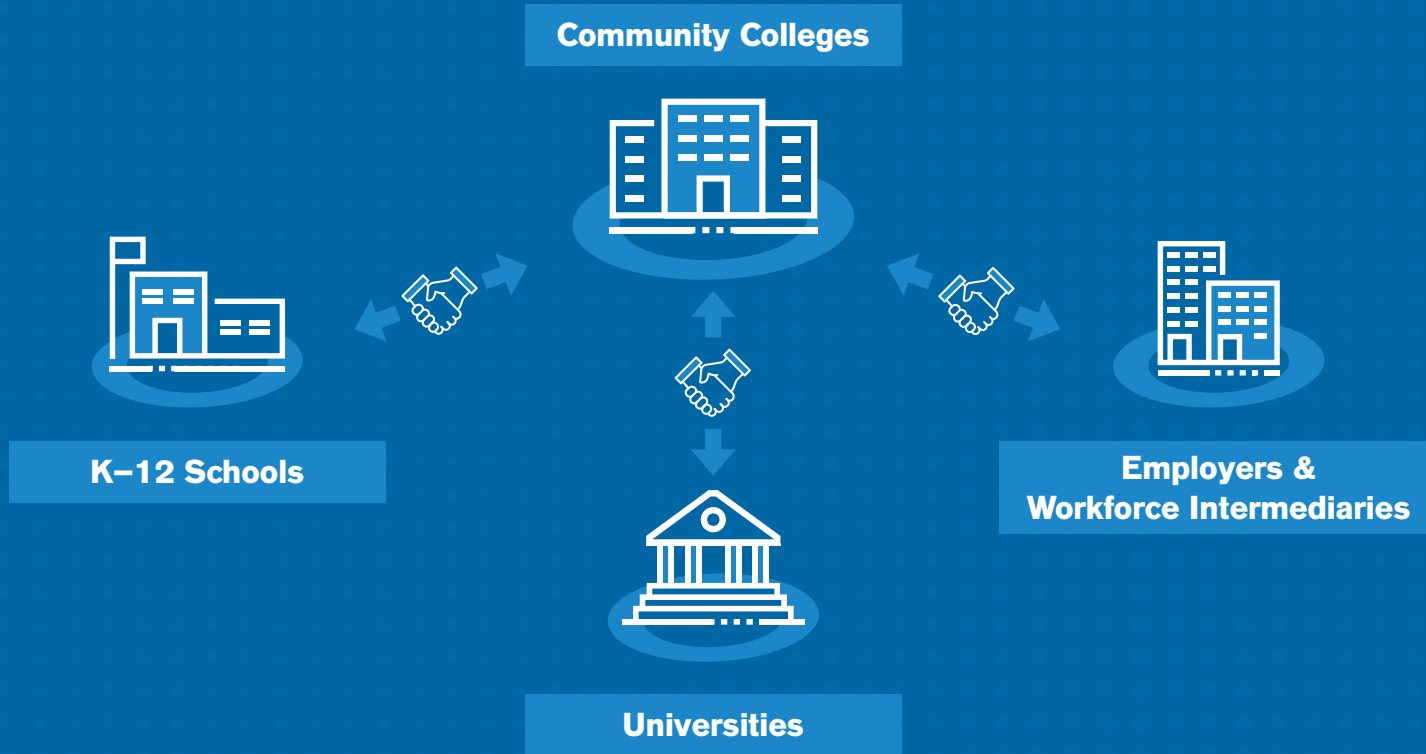 Community Colleges
K–12 Schools
Employers &
Workforce Intermediaries
Universities